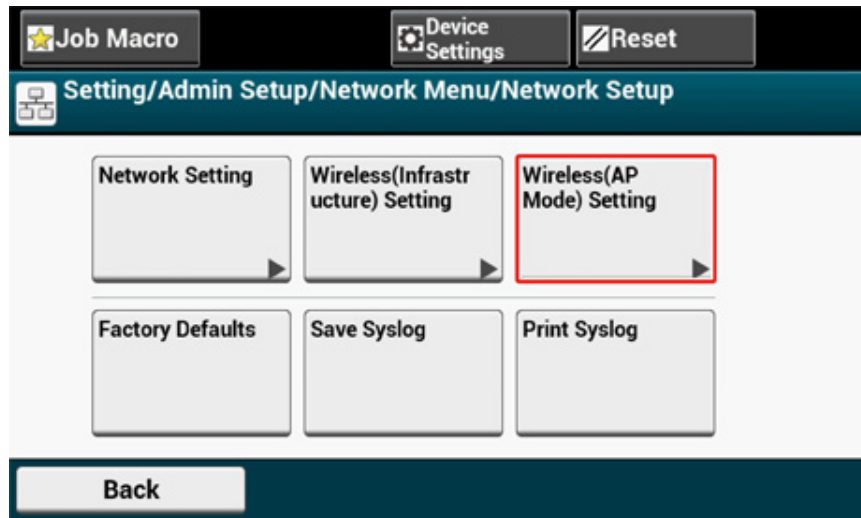 Job Macro
Device
Settings
Reset
Setting/Admin Setup/Network Menu/Network Setup
Network Setting
Wireless(Infrastr
ucture) Setting
Wireless(AP
Mode) Setting
Factory Defaults
Save Syslog
Print Syslog
Back